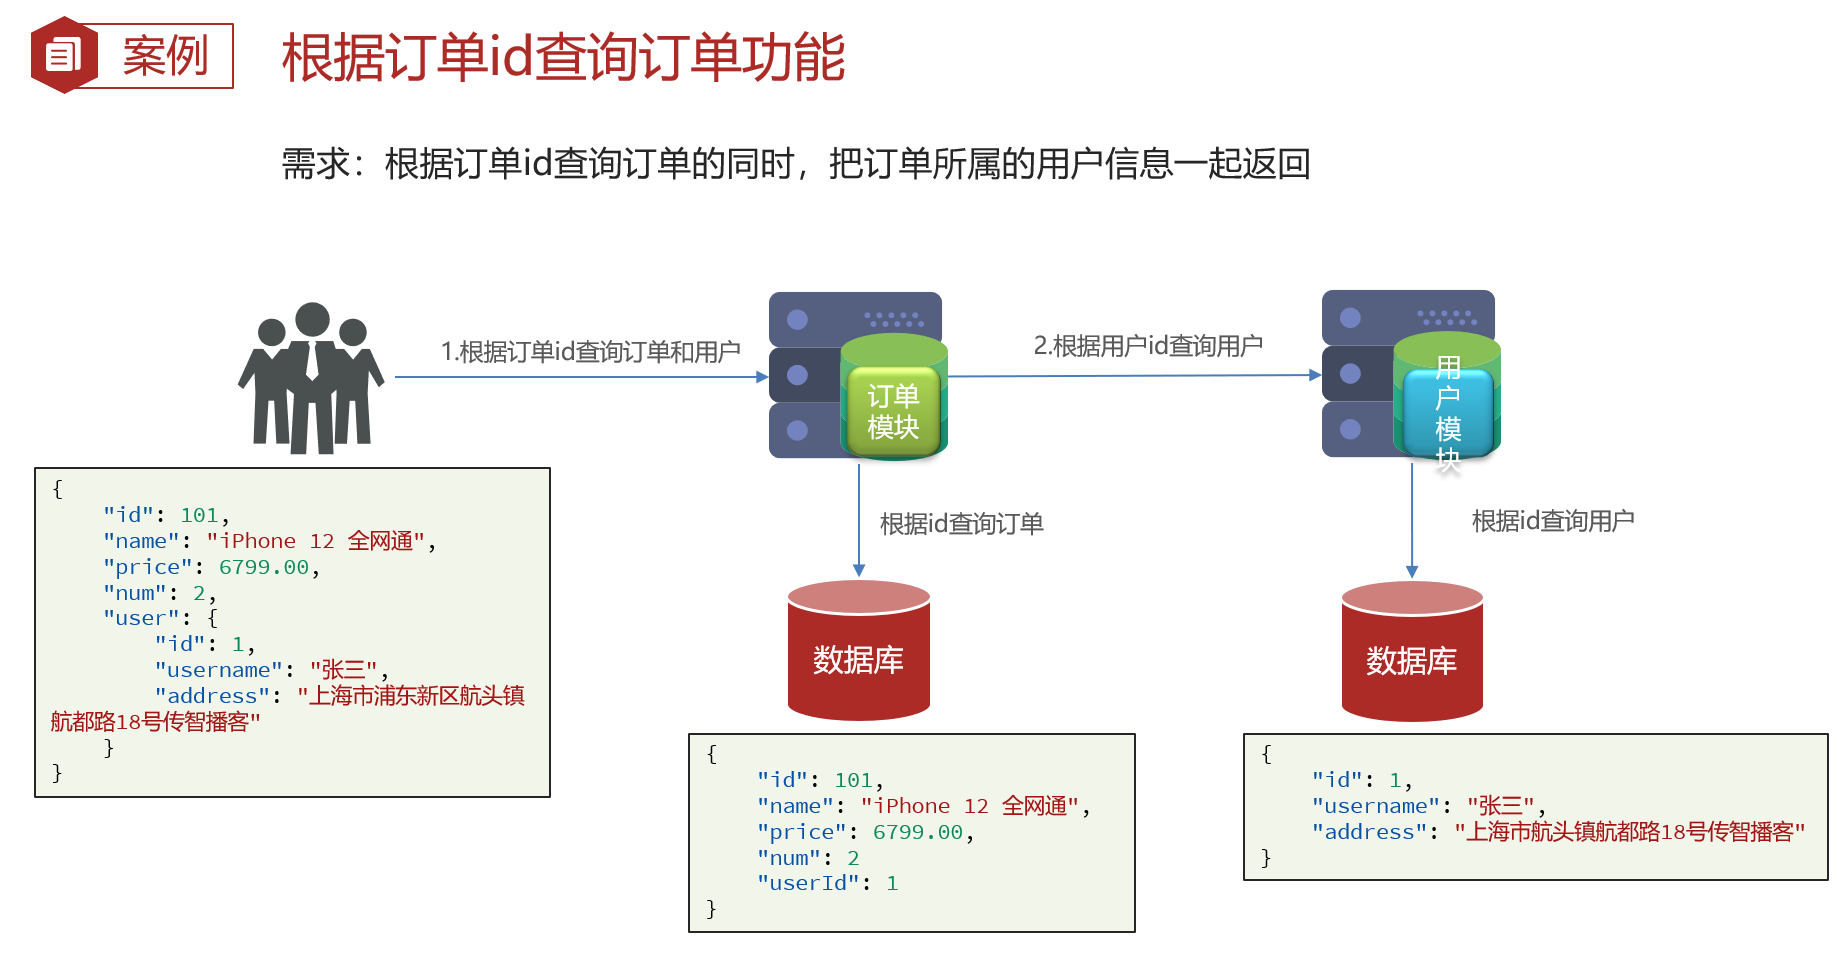 案例
根据订单id查询订单功能
需求：根据订单id查询订单的同时，把订单所属的用户信息一起返回
1.根据订单id查询订单和用户
2.根据用户id查询用户
订单
模块
用
户
模
块
{
"id": 101,
"name": "iPhone 12 全网通",
"price": 6799.00,
"num": 2,
"user": {
"id": 1,
"username": "张三",
"address": "上海市浦东新区航头镇
航都路18号传智播客"
}
}
根据id查询订单
根据id查询用户
数据库
数据库
{
"id": 101,
"name": "iPhone 12 全网通",
"price": 6799.00,
"num": 2
"userId": 1
}
{
"id": 1,
"username": "张三",
"address": "上海市航头镇航都路18号传智播客"
}